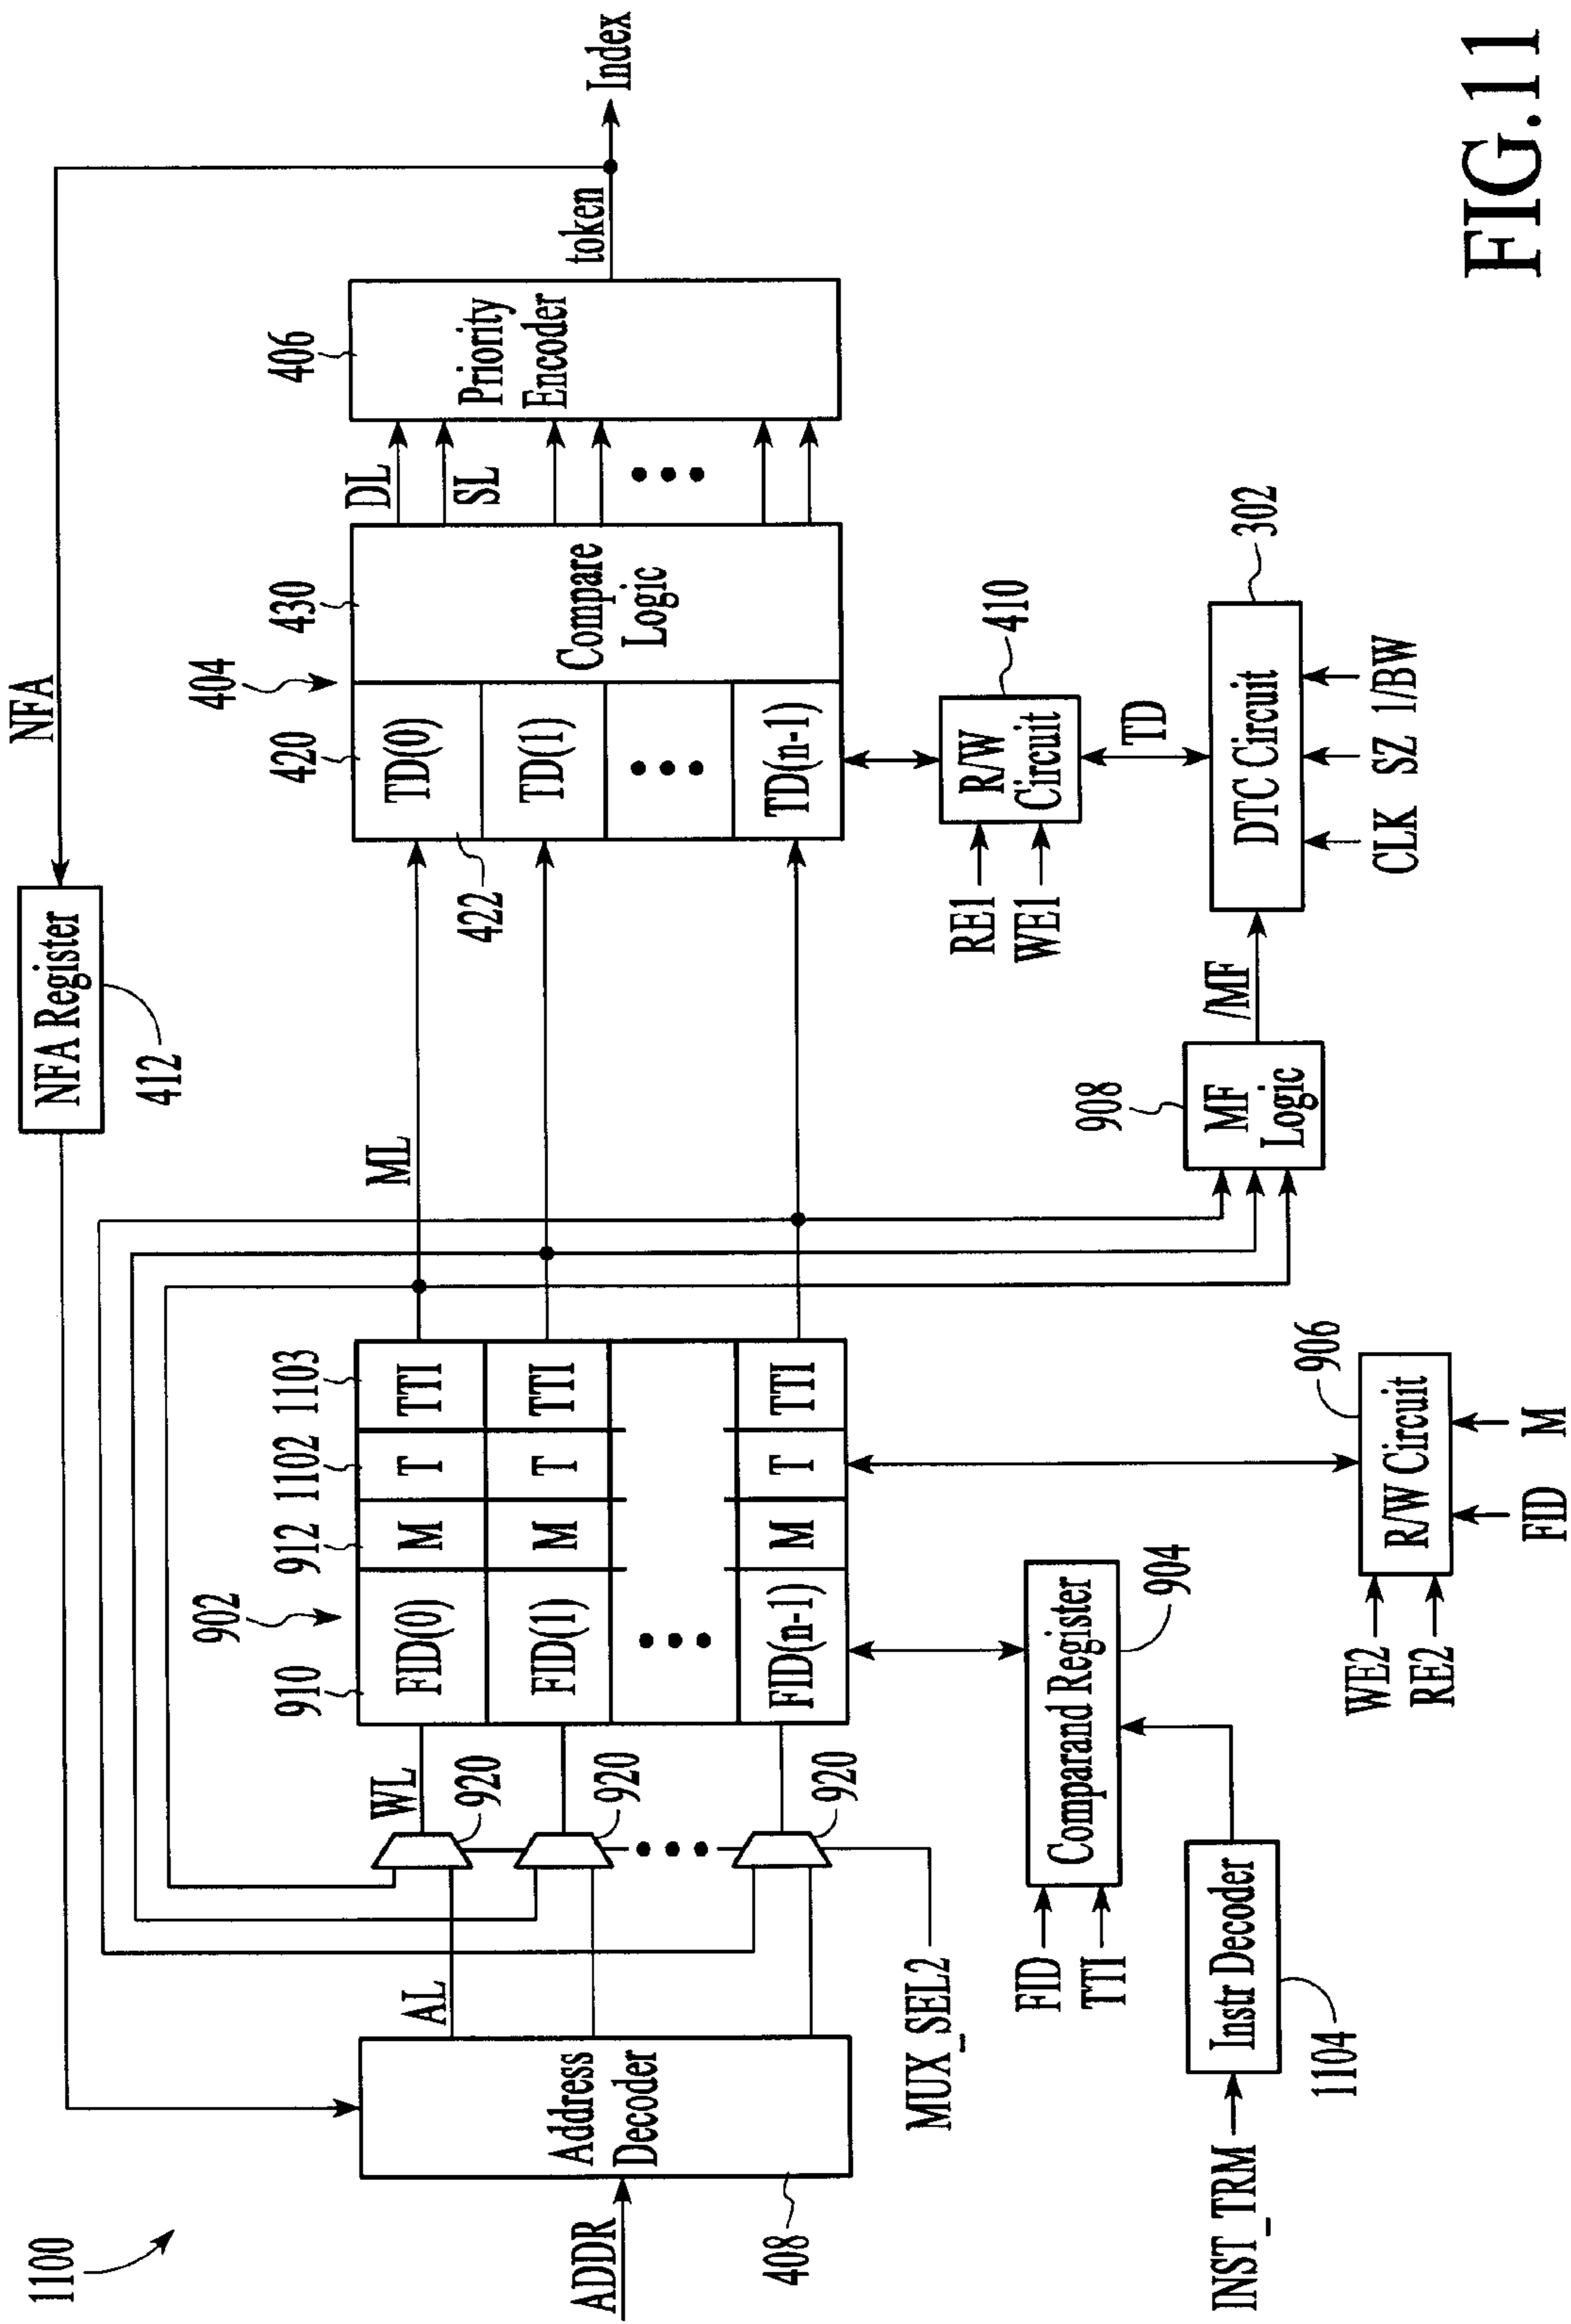 1100
NFA
NFA Register
412
ADDR
Address
Decoder
408
AL
WL
920
920
920
MUX_SEL2
902
910
912
1102
1103
FID(0)
M
T
TTI
FID(1)
M
T
TTI
FID(n-1)
M
T
TTI
ML
404
420
430
TD(0)
TD(1)
TD(n-1)
422
Compare
Logic
DL
SL
406
Priority
Encoder
token
Index
FID
TTI
Comparand Register
904
INST_TRM
Instr Decoder
1104
WE2
RE2
R/W Circuit
906
FID
M
908
MF
Logic
/MF
RE1
WE1
R/W
Circuit
410
TD
DTC Circuit
302
CLK
SZ
1/BW
FIG.11